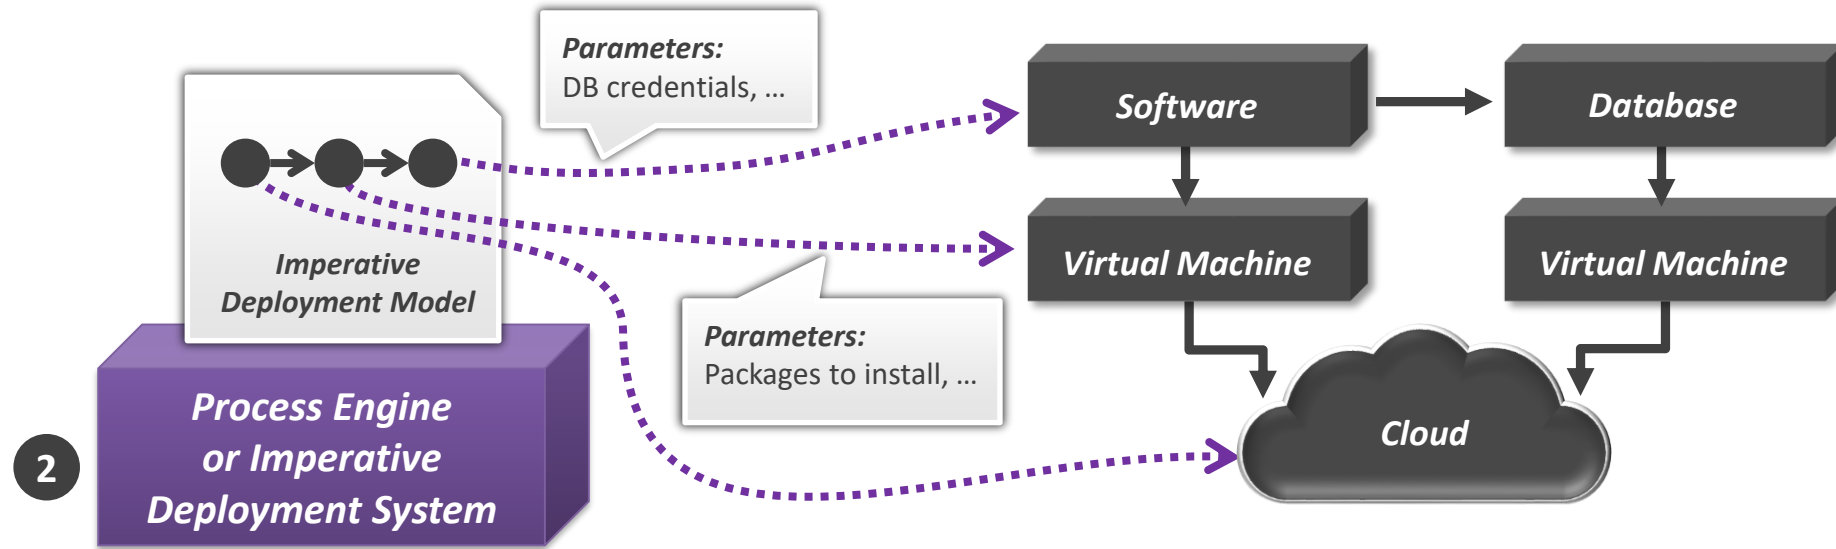 Parameters:
DB credentials, …
Software
Database
Imperative
Deployment Model
Virtual Machine
Virtual Machine
Parameters:
Packages to install, …
Cloud
2
Process Engine
or Imperative
Deployment System